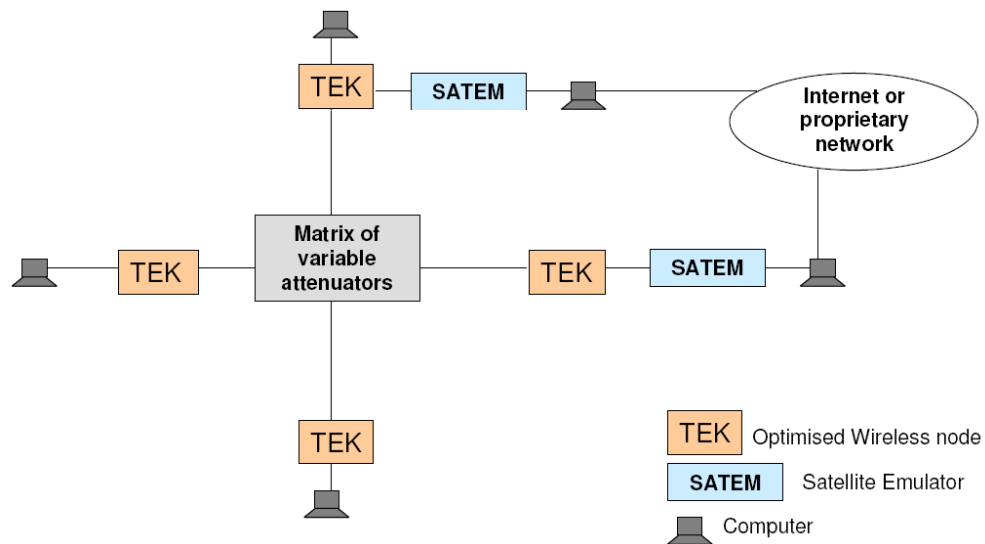 TEK
SATEM
Internet or
proprietary
network
Matrix of
variable
attenuators
TEK
TEK
SATEM
TEK
TEK
Optimised Wireless node
SATEM
Satellite Emulator
Computer